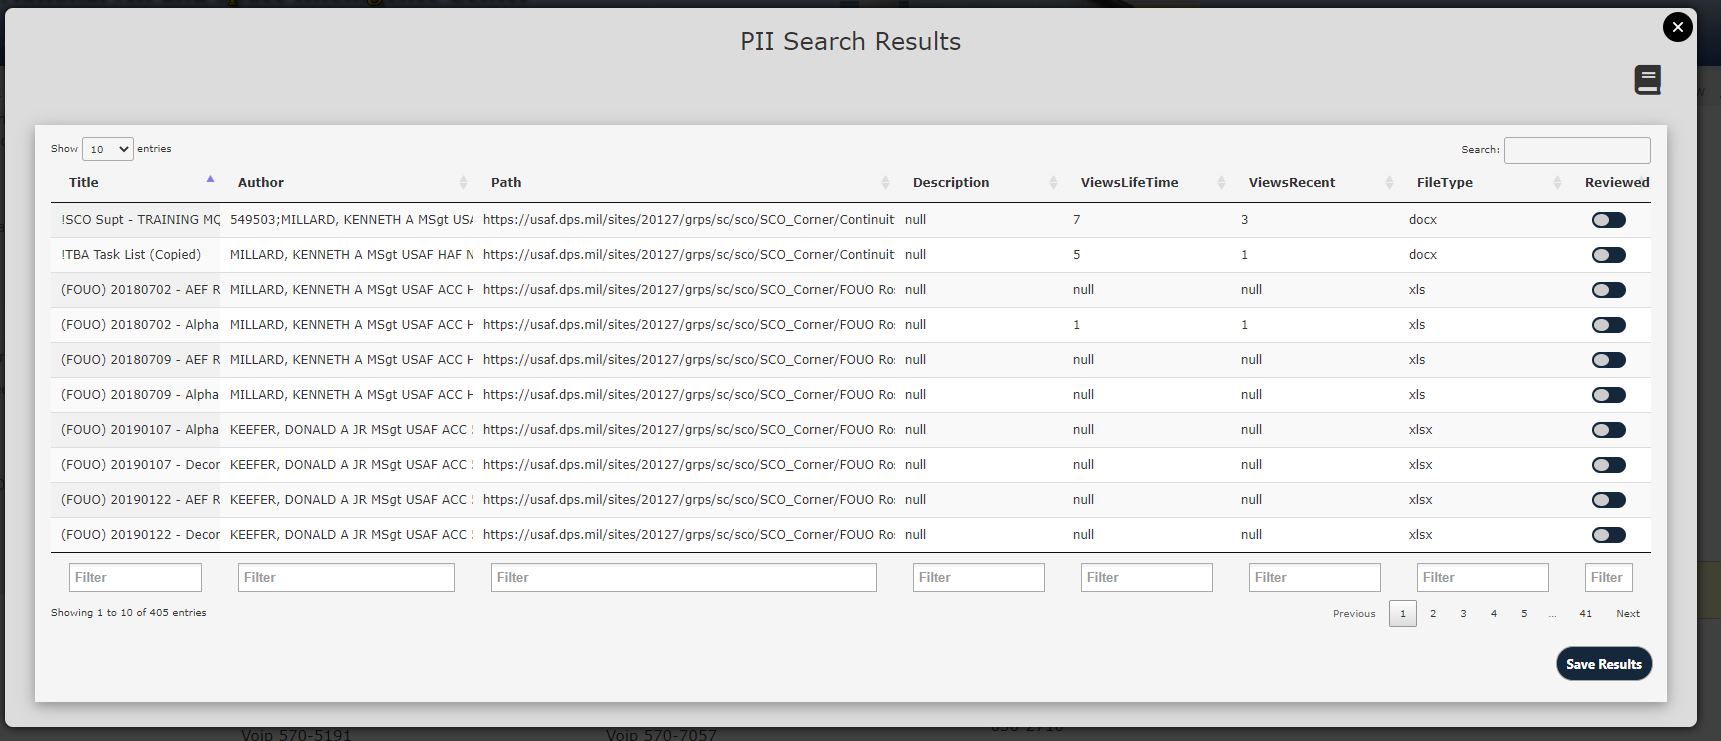 PII Search Results
Show 10 entries
Search:
Title Author Path Description ViewsLifeTime ViewsRecent FileType Reviewed
!SCO Supt - TRAINING MQ 549503;MILLARD, KENNETH A MSgt USA https://usaf.dps.mil/sites/20127/grps/sc/sco/SCO_Corner/Continuit null 7 3 docx
!TBA Task List (Copied) MILLARD, KENNETH A MSgt USAF HAF N https://usaf.dps.mil/sites/20127/grps/sc/sco/SCO_Corner/Continuit null 5 1 docx
(FOUO) 20180702 - AEF R MILLARD, KENNETH A MSgt USAF ACC H https://usaf.dps.mil/sites/20127/grps/sc/sco/SCO_Corner/FOUO Ros null null null xls
(FOUO) 20180702 - Alpha MILLARD, KENNETH A MSgt USAF ACC H https://usaf.dps.mil/sites/20127/grps/sc/sco/SCO_Corner/FOUO Ros null 1 1 xls
(FOUO) 20180709 - AEF R MILLARD, KENNETH A MSgt USAF ACC H https://usaf.dps.mil/sites/20127/grps/sc/sco/SCO_Corner/FOUO Ros null null null xls
(FOUO) 20180709 - Alpha MILLARD, KENNETH A MSgt USAF ACC H https://usaf.dps.mil/sites/20127/grps/sc/sco/SCO_Corner/FOUO Ros null null null xls
(FOUO) 20190107 - Alpha KEEFER, DONALD A JR MSgt USAF ACC https://usaf.dps.mil/sites/20127/grps/sc/sco/SCO_Corner/FOUO Ros null null null xlsx
(FOUO) 20190107 - Decor KEEFER, DONALD A JR MSgt USAF ACC https://usaf.dps.mil/sites/20127/grps/sc/sco/SCO_Corner/FOUO Ros null null null xlsx
(FOUO) 20190122 - AEF R KEEFER, DONALD A JR MSgt USAF ACC https://usaf.dps.mil/sites/20127/grps/sc/sco/SCO_Corner/FOUO Ros null null null xlsx
(FOUO) 20190122 - Decor KEEFER, DONALD A JR MSgt USAF ACC https://usaf.dps.mil/sites/20127/grps/sc/sco/SCO_Corner/FOUO Ros null null null xlsx
Filter Filter Filter Filter Filter Filter Filter Filter
Showing 1 to 10 of 405 entries
Previous 1 2 3 4 5 ... 41 Next
Save Results
Voip 570-5191 Voip 570-7057